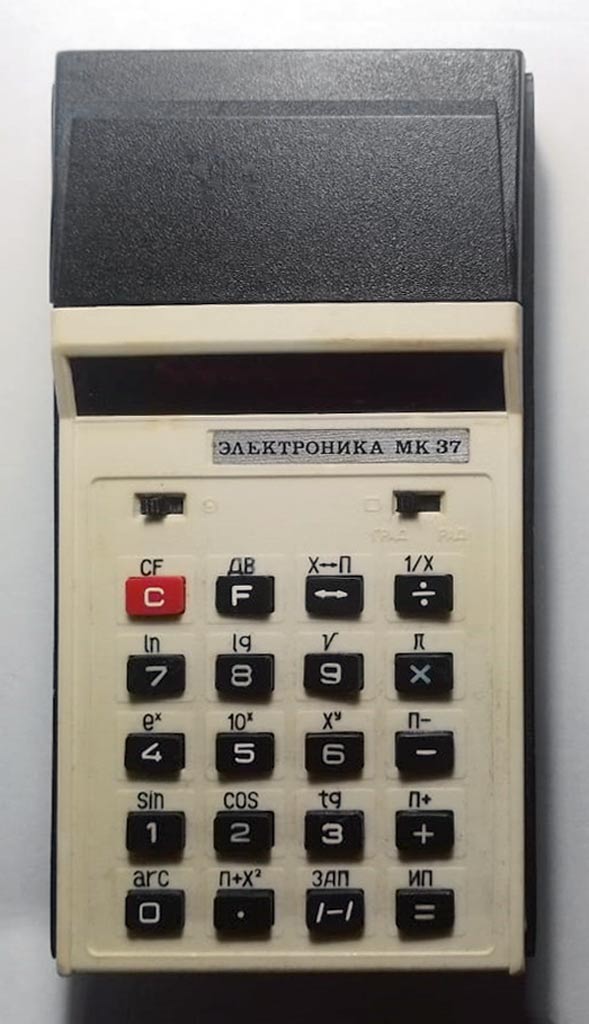 ЭЛЕКТРОНИКА МК 37
ГРАД РАД
CF ДВ X↔П 1/X
C F ↔ ÷
ln lg √ π
7 8 9 ×
eˣ 10ˣ Xʸ П−
4 5 6 −
sin cos tg П+
1 2 3 +
arc П+X² ЗАП ИП
0 . /−/ =